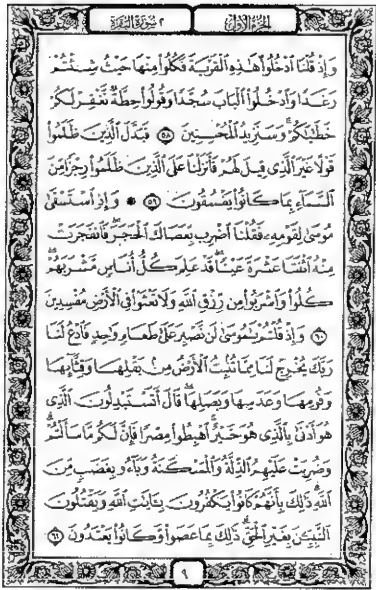 الجزء الأول
٢ سورة البقرة
وَإِذْ قُلْنَا ادْخُلُوا هَٰذِهِ الْقَرْيَةَ فَكُلُوا مِنْهَا حَيْثُ شِئْتُمْ
رَغَدًا وَادْخُلُوا الْبَابَ سُجَّدًا وَقُولُوا حِطَّةٌ نَّغْفِرْ لَكُمْ
خَطَايَاكُمْ وَسَنَزِيدُ الْمُحْسِنِينَ ٥٨ فَبَدَّلَ الَّذِينَ ظَلَمُوا
قَوْلًا غَيْرَ الَّذِي قِيلَ لَهُمْ فَأَنزَلْنَا عَلَى الَّذِينَ ظَلَمُوا رِجْزًا مِّنَ
السَّمَاءِ بِمَا كَانُوا يَفْسُقُونَ ٥٩ * وَإِذِ اسْتَسْقَىٰ
مُوسَىٰ لِقَوْمِهِ فَقُلْنَا اضْرِب بِّعَصَاكَ الْحَجَرَ فَانفَجَرَتْ
مِنْهُ اثْنَتَا عَشْرَةَ عَيْنًا قَدْ عَلِمَ كُلُّ أُنَاسٍ مَّشْرَبَهُمْ
كُلُوا وَاشْرَبُوا مِن رِّزْقِ اللَّهِ وَلَا تَعْثَوْا فِي الْأَرْضِ مُفْسِدِينَ
٦٠ وَإِذْ قُلْتُمْ يَا مُوسَىٰ لَن نَّصْبِرَ عَلَىٰ طَعَامٍ وَاحِدٍ فَادْعُ لَنَا
رَبَّكَ يُخْرِجْ لَنَا مِمَّا تُنبِتُ الْأَرْضُ مِن بَقْلِهَا وَقِثَّائِهَا
وَفُومِهَا وَعَدَسِهَا وَبَصَلِهَا قَالَ أَتَسْتَبْدِلُونَ الَّذِي
هُوَ أَدْنَىٰ بِالَّذِي هُوَ خَيْرٌ اهْبِطُوا مِصْرًا فَإِنَّ لَكُم مَّا سَأَلْتُمْ
وَضُرِبَتْ عَلَيْهِمُ الذِّلَّةُ وَالْمَسْكَنَةُ وَبَاءُوا بِغَضَبٍ مِّنَ
اللَّهِ ذَٰلِكَ بِأَنَّهُمْ كَانُوا يَكْفُرُونَ بِآيَاتِ اللَّهِ وَيَقْتُلُونَ
النَّبِيِّينَ بِغَيْرِ الْحَقِّ ذَٰلِكَ بِمَا عَصَوا وَّكَانُوا يَعْتَدُونَ ٦١
٩